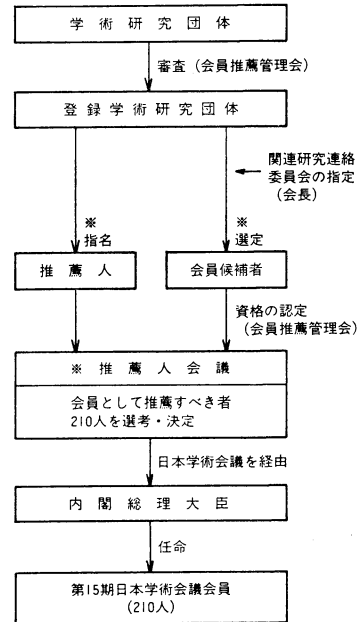 学術研究団体
審査（会員推薦管理会）
登録学術研究団体
関連研究連絡
委員会の指定
（会長）
※
指名
※
選定
推薦人
会員候補者
資格の認定
（会員推薦管理会）
※ 推薦人会議
会員として推薦すべき者
210人を選考・決定
日本学術会議を経由
内閣総理大臣
任命
第15期日本学術会議会員
（210人）